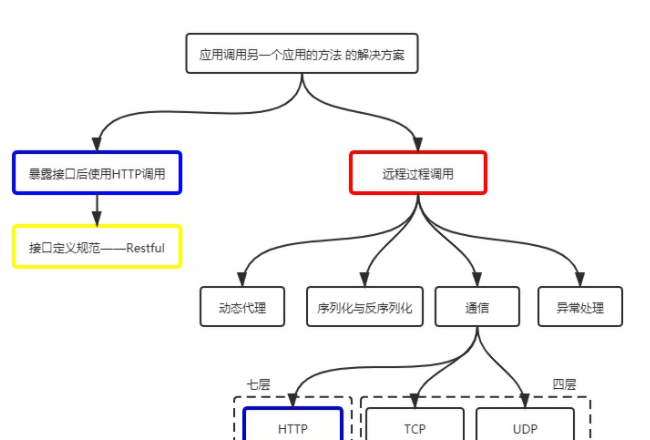 应用调用另一个应用的方法 的解决方案
暴露接口后使用HTTP调用
远程过程调用
接口定义规范——Restful
动态代理
序列化与反序列化
通信
异常处理
七层
四层
HTTP
TCP
UDP